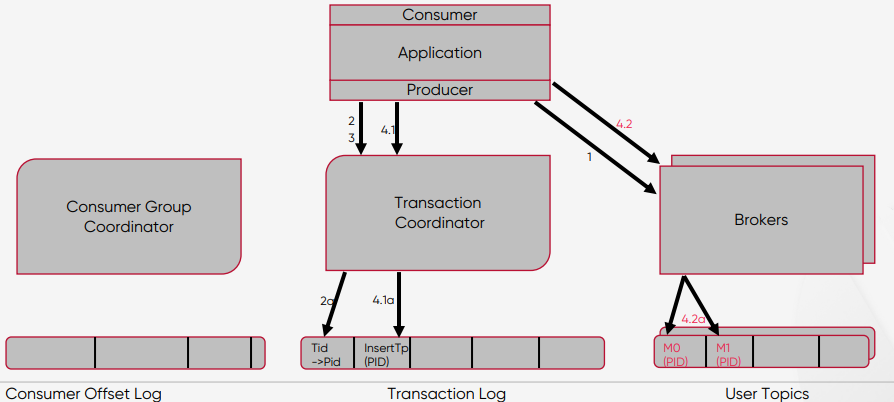 Consumer
Application
Producer
2
3
4.1
4.2
1
Consumer Group
Coordinator
Transaction
Coordinator
Brokers
2a
4.1a
4.2a
Tid
->Pid
InsertTp
(PID)
M0
(PID)
M1
(PID)
Consumer Offset Log
Transaction Log
User Topics